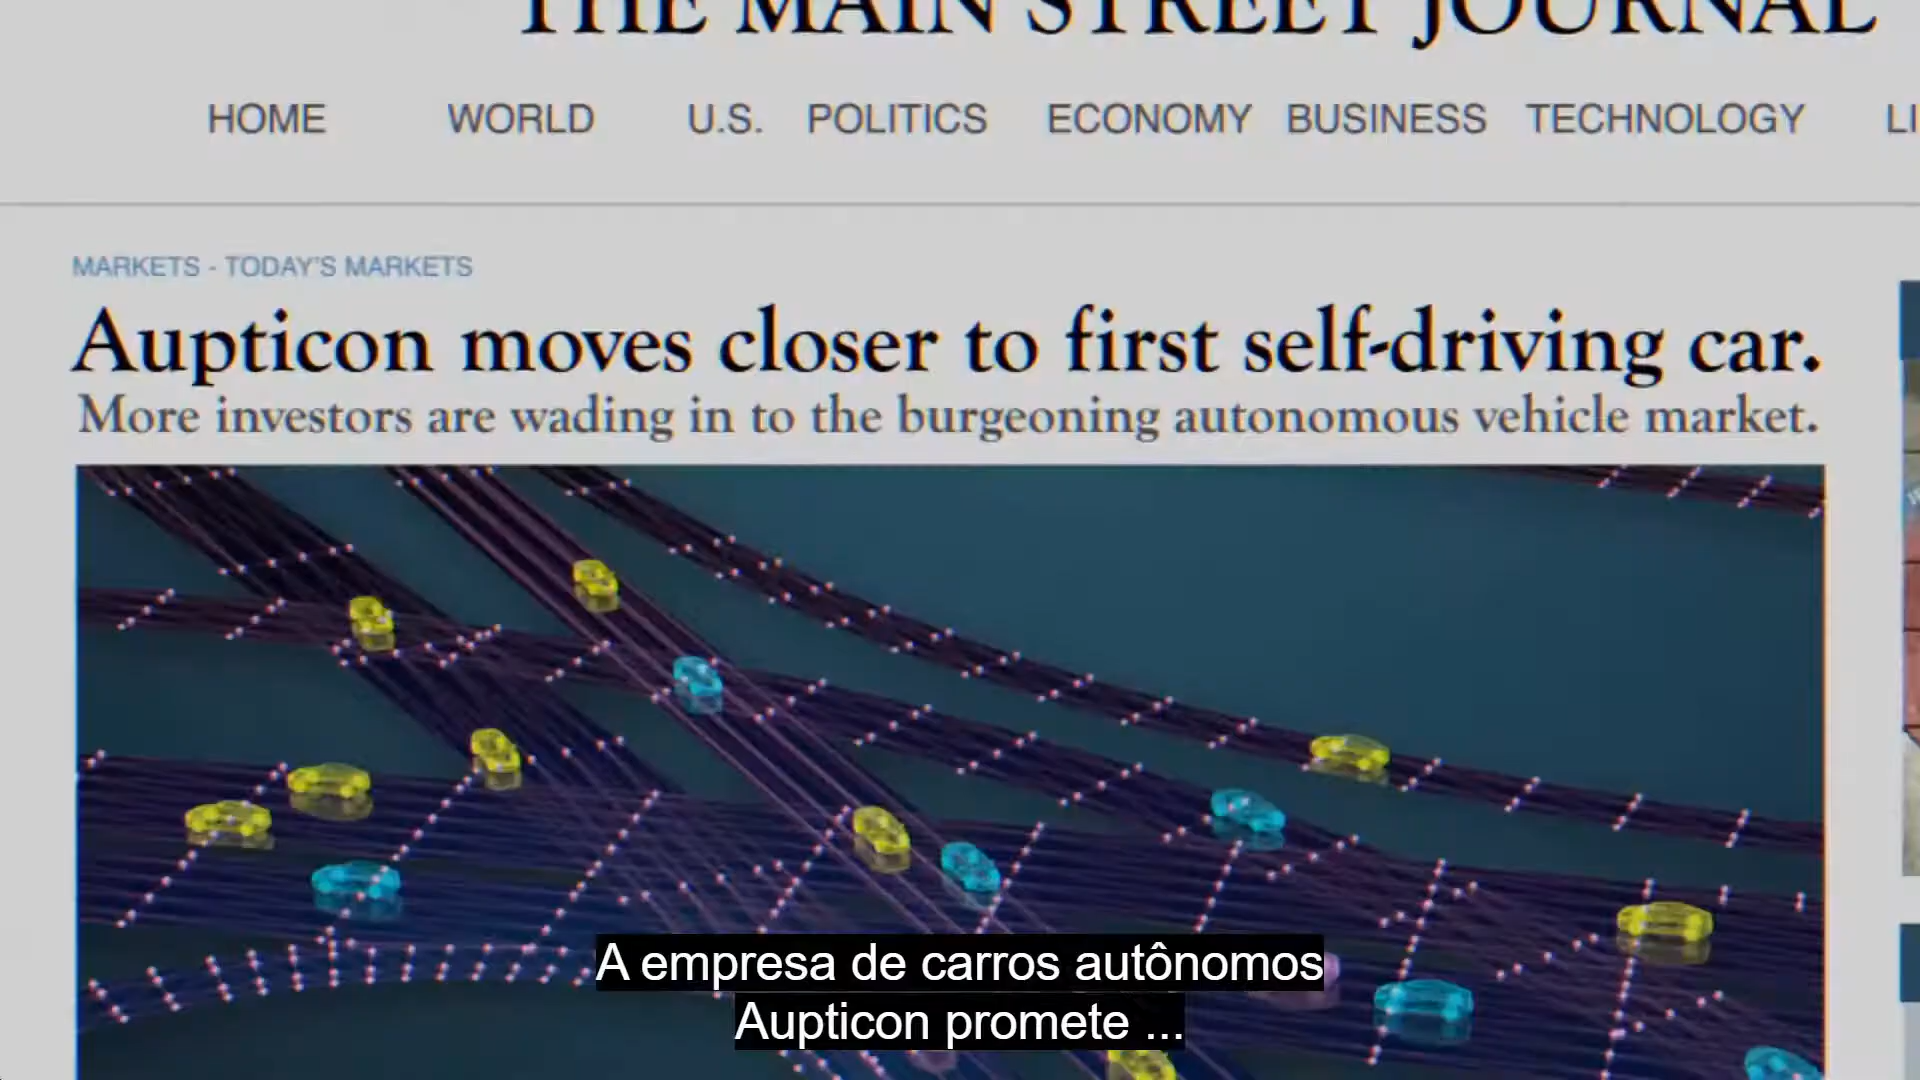 THE MAIN STREET JOURNAL
HOME WORLD U.S. POLITICS ECONOMY BUSINESS TECHNOLOGY
MARKETS - TODAY'S MARKETS
Aupticon moves closer to first self-driving car.
More investors are wading in to the burgeoning autonomous vehicle market.
A empresa de carros autônomos
Aupticon promete ...